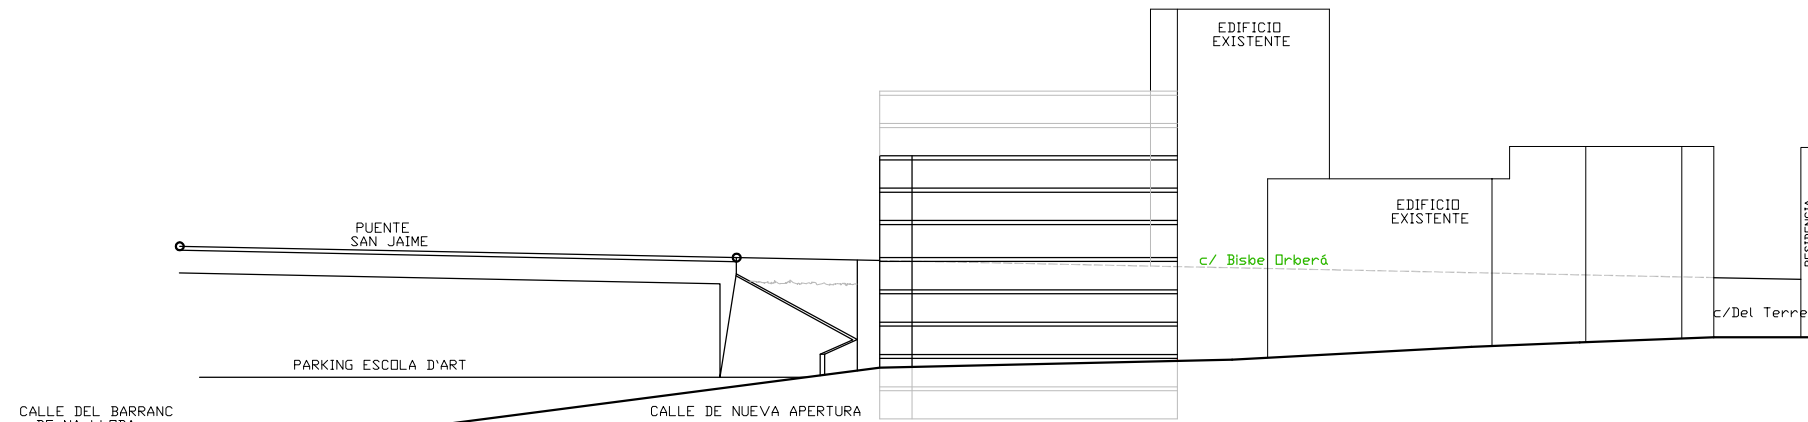 EDIFICIO
EXISTENTE
EDIFICIO
EXISTENTE
RESIDENCIA
PUENTE
SAN JAIME
c/ Bisbe Orberá
c/Del Terre
PARKING ESCOLA D'ART
CALLE DEL BARRANC
CALLE DE NUEVA APERTURA